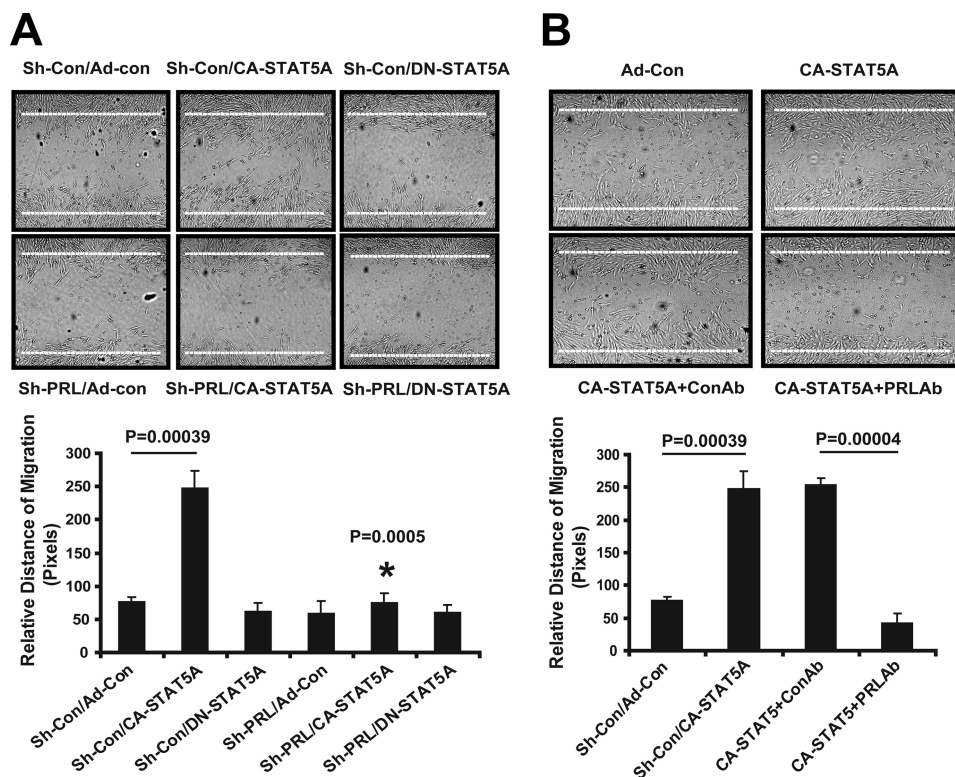 A
B
Sh-Con/Ad-con Sh-Con/CA-STAT5A Sh-Con/DN-STAT5A
Ad-Con CA-STAT5A
Sh-PRL/Ad-con Sh-PRL/CA-STAT5A Sh-PRL/DN-STAT5A
CA-STAT5A+ConAb CA-STAT5A+PRLAb
Relative Distance of Migration
(Pixels)
300
250
200
150
100
50
0
P=0.00039
P=0.0005
*
Sh-Con/Ad-Con
Sh-Con/CA-STAT5A
Sh-Con/DN-STAT5A
Sh-PRL/Ad-Con
Sh-PRL/CA-STAT5A
Sh-PRL/DN-STAT5A
Relative Distance of Migration
(Pixels)
300
250
200
150
100
50
0
P=0.00039
P=0.00004
Sh-Con/Ad-Con
Sh-Con/CA-STAT5A
CA-STAT5+ConAb
CA-STAT5+PRLAb